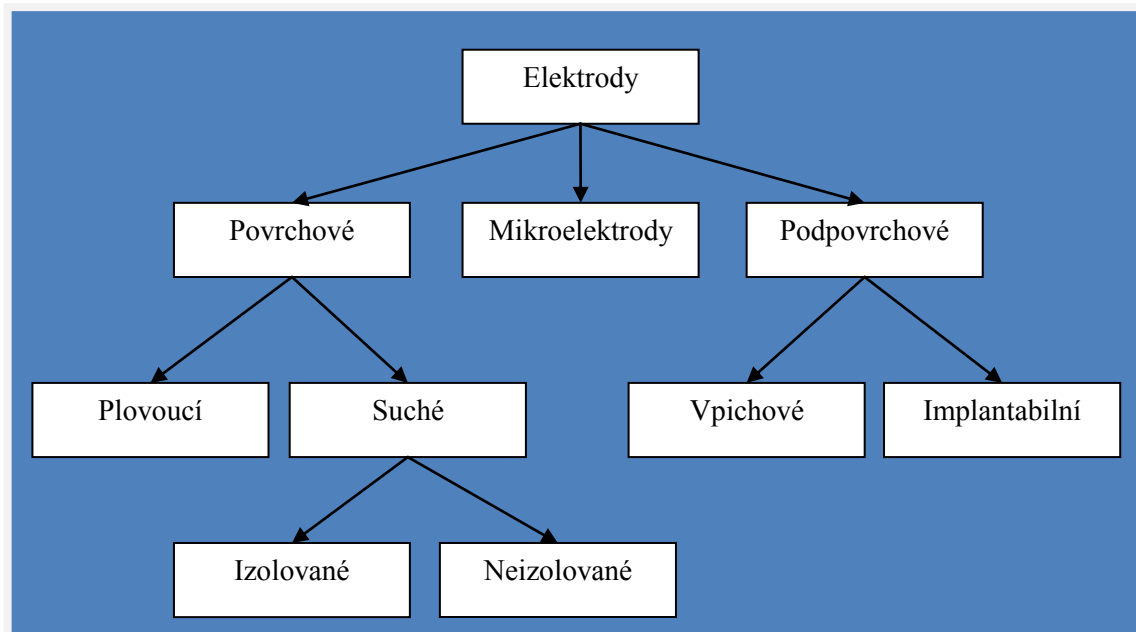 Elektrody
Povrchové
Mikroelektrody
Podpovrchové
Plovoucí
Suché
Vpichové
Implantabilní
Izolované
Neizolované